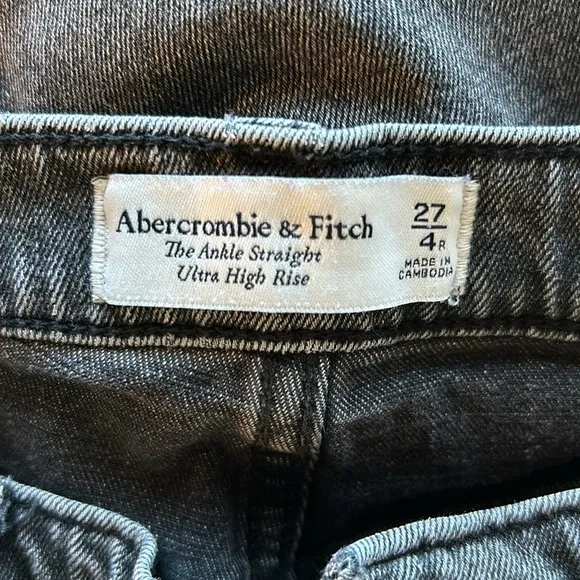 Abercrombie & Fitch
The Ankle Straight
Ultra High Rise
27
4R
MADE IN
CAMBODIA